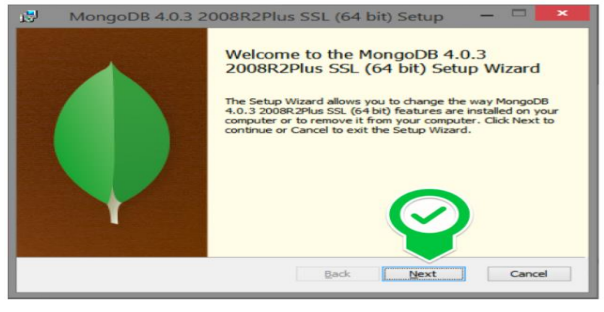 MongoDB 4.0.3 2008R2Plus SSL (64 bit) Setup
Welcome to the MongoDB 4.0.3
2008R2Plus SSL (64 bit) Setup Wizard
The Setup Wizard allows you to change the way MongoDB
4.0.3 2008R2Plus SSL (64 bit) features are installed on your
computer or to remove it from your computer. Click Next to
continue or Cancel to exit the Setup Wizard.
Back Next Cancel